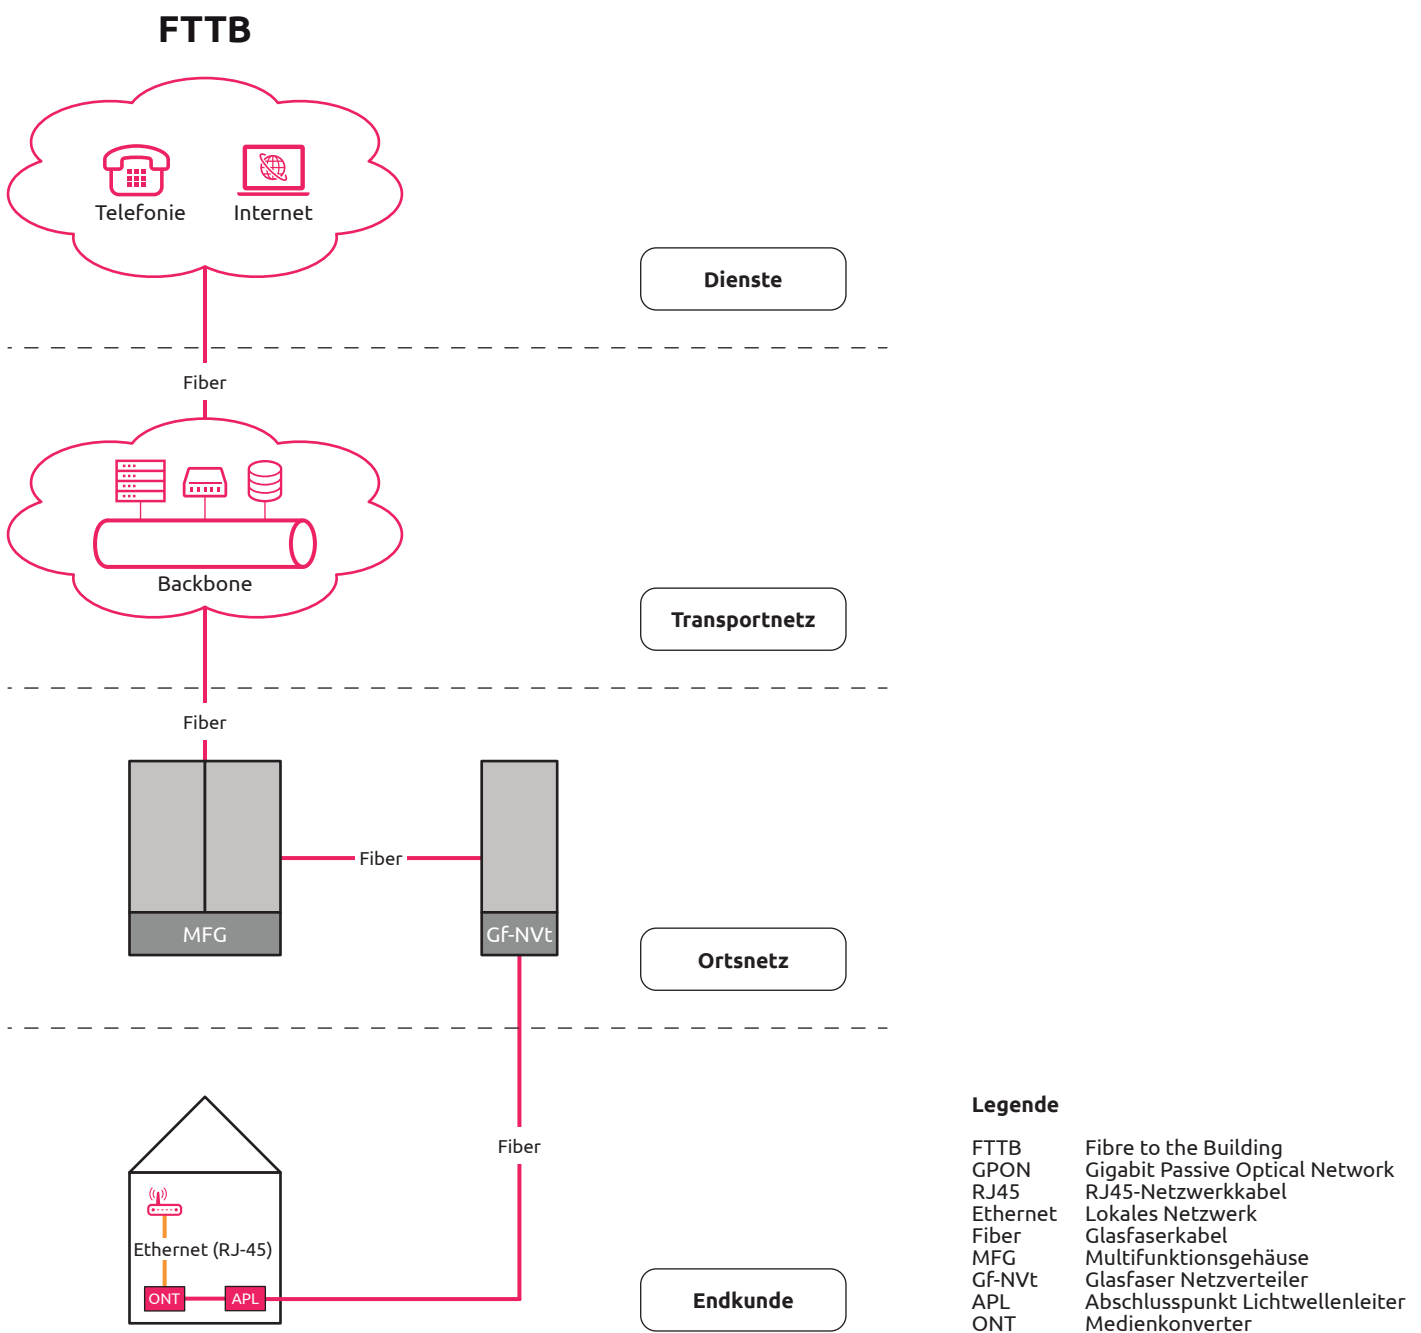 FTTB
Telefonie Internet
Dienste
Fiber
Backbone
Transportnetz
Fiber
Fiber
MFG
Gf-NVt
Ortsnetz
Fiber
Ethernet (RJ-45)
ONT
APL
Endkunde
Legende
FTTB Fibre to the Building
GPON Gigabit Passive Optical Network
RJ45 RJ45-Netzwerkkabel
Ethernet Lokales Netzwerk
Fiber Glasfaserkabel
MFG Multifunktionsgehäuse
Gf-NVt Glasfaser Netzverteiler
APL Abschlusspunkt Lichtwellenleiter
ONT Medienkonverter